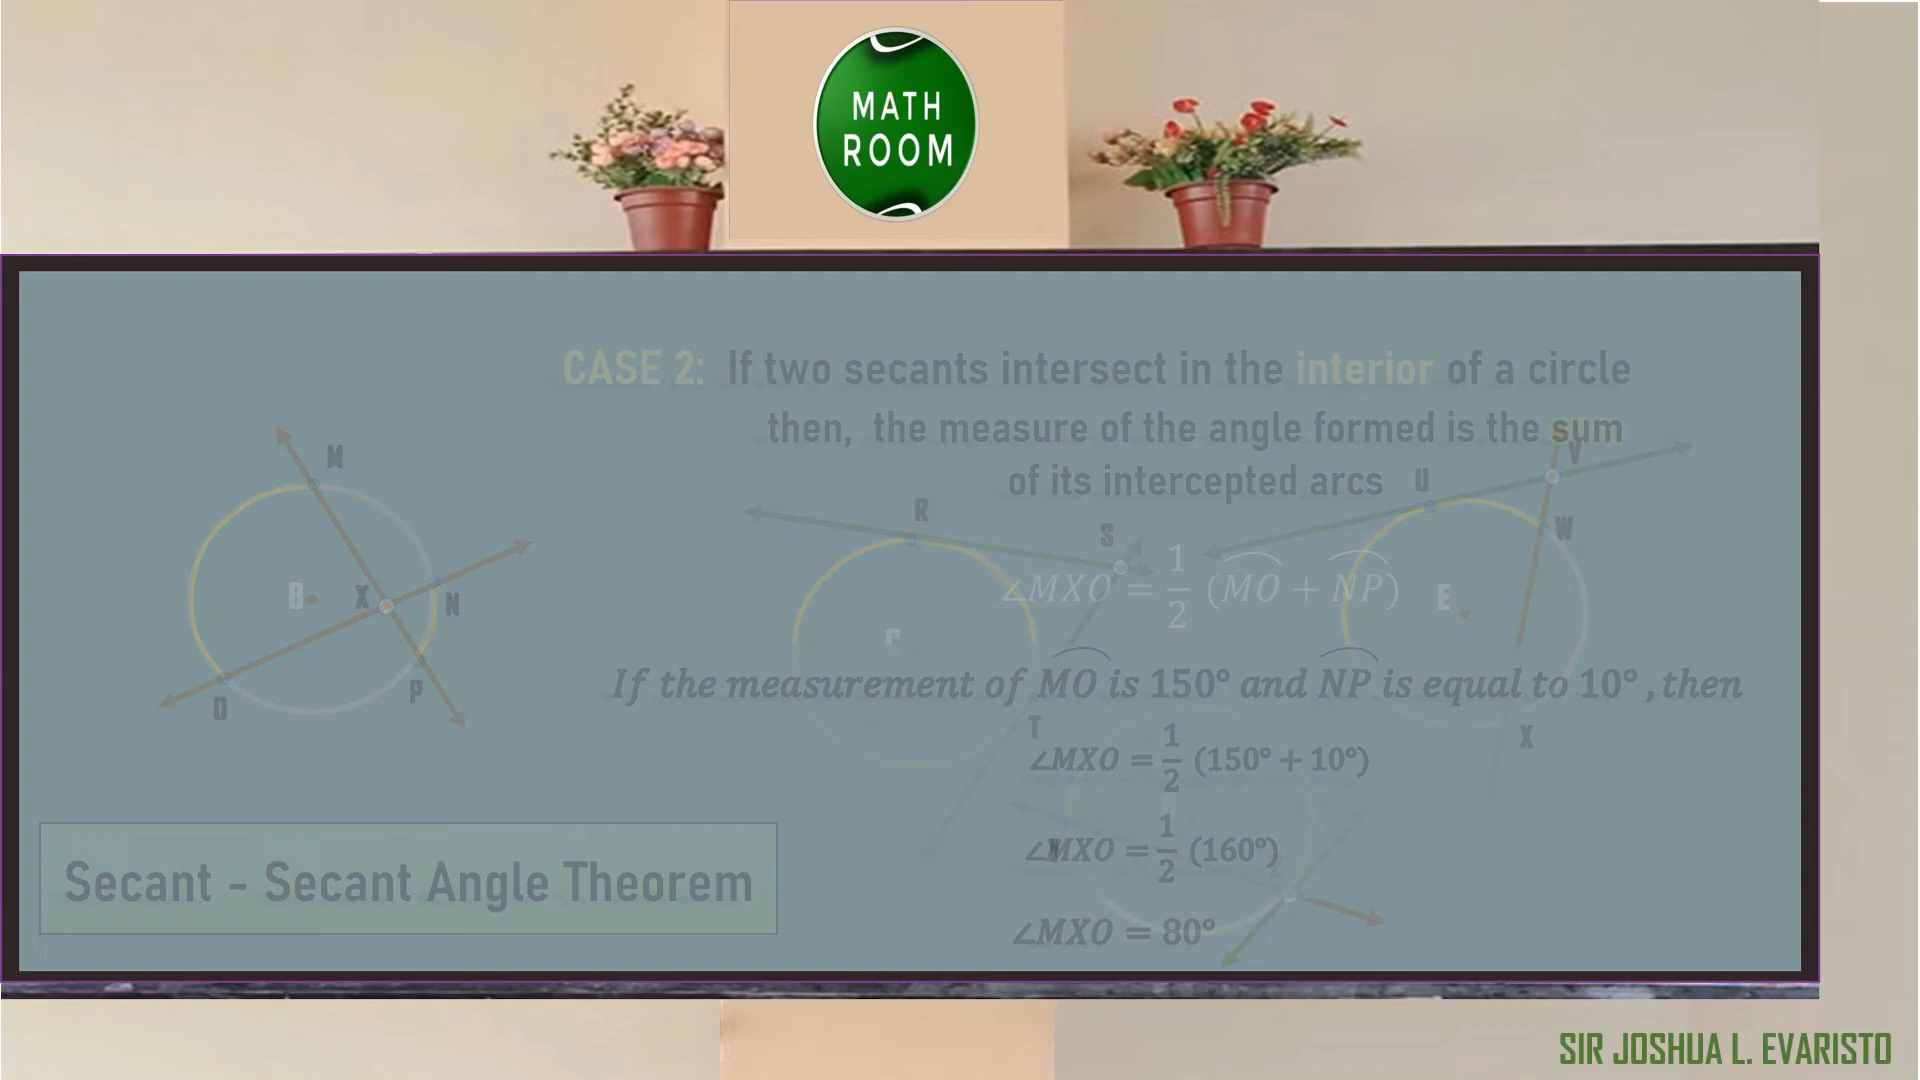 MATH
ROOM
CASE 2: If two secants intersect in the interior of a circle
then, the measure of the angle formed is the sum
of its intercepted arcs
M
B
X
N
O
P
R
S
C
T
U
V
W
E
X
∠MXO = 1/2 (MO + NP)
If the measurement of MO is 150° and NP is equal to 10° , then
∠MXO = 1/2 (150° + 10°)
∠MXO = 1/2 (160°)
∠MXO = 80°
Secant - Secant Angle Theorem
SIR JOSHUA L. EVARISTO